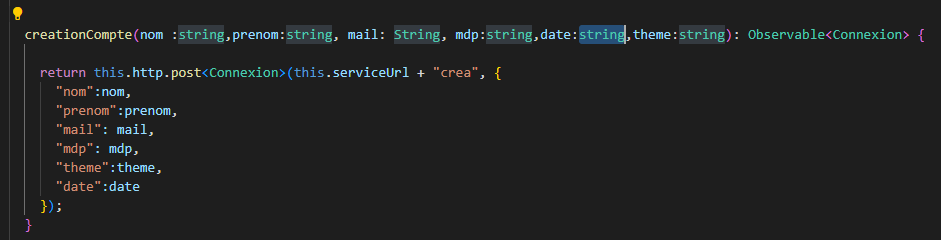 creationCompte(nom :string,prenom:string, mail: String, mdp:string,date:string,theme:string): Observable<Connexion> {
return this.http.post<Connexion>(this.serviceUrl + "crea", {
"nom":nom,
"prenom":prenom,
"mail": mail,
"mdp": mdp,
"theme":theme,
"date":date
});
}